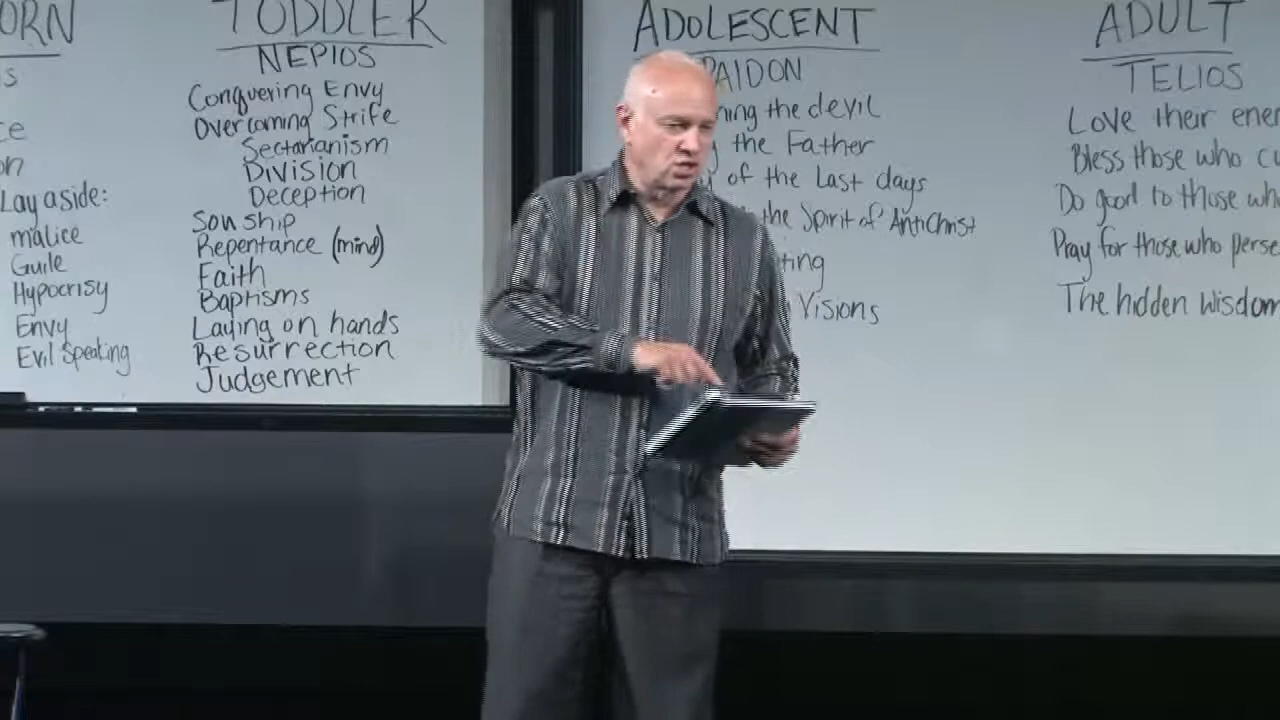 TODDLER
NEPIOS
Conquering Envy
Overcoming Strife
Sectarianism
Division
Deception
Sonship
Repentance (mind)
Faith
Baptisms
Laying on hands
Resurrection
Judgement
Lay aside:
malice
Guile
Hypocrisy
Envy
Evil Speaking
ADOLESCENT
PAIDON
the devil
the Father
of the Last days
the Spirit of AntiChrist
Visions
ADULT
TELIOS
Love their
Bless those who
Do good to those
Pray for those who
The hidden Wisdom